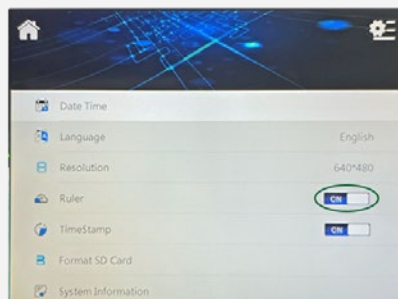 Date Time
Language English
Resolution 640*480
Ruler ON
TimeStamp ON
Format SD Card
System Information